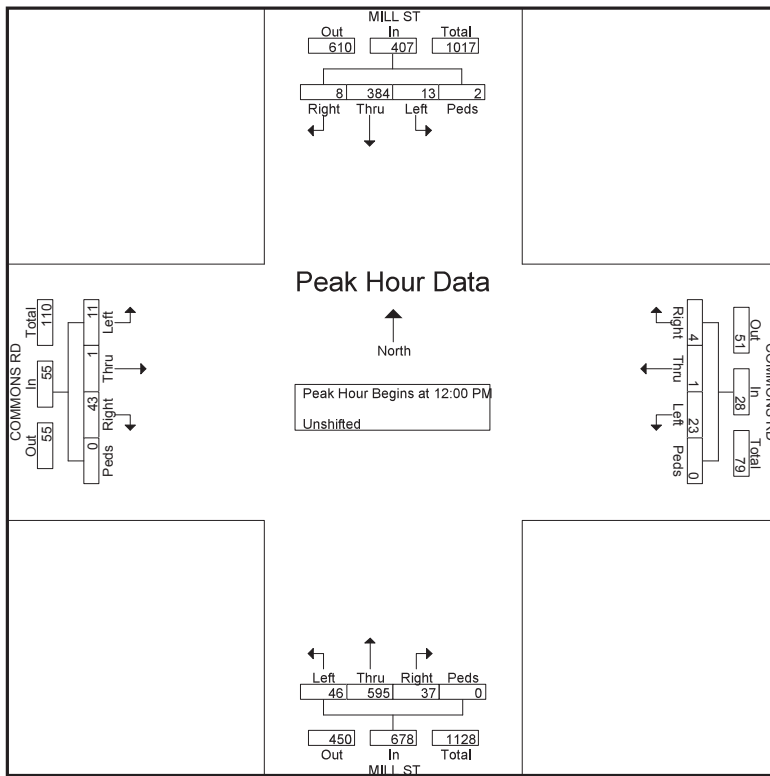 MILL ST
Out In Total
610 407 1017
8 384 13 2
Right Thru Left Peds
Peak Hour Data
North
Peak Hour Begins at 12:00 PM
Unshifted
COMMONS RD
Out In Total
55 55 110
Left Thru Right Peds
11 1 43 0
COMMONS RD
Out In Total
51 28 79
4 1 23 0
Right Thru Left Peds
Left Thru Right Peds
46 595 37 0
450 678 1128
Out In Total
MILL ST